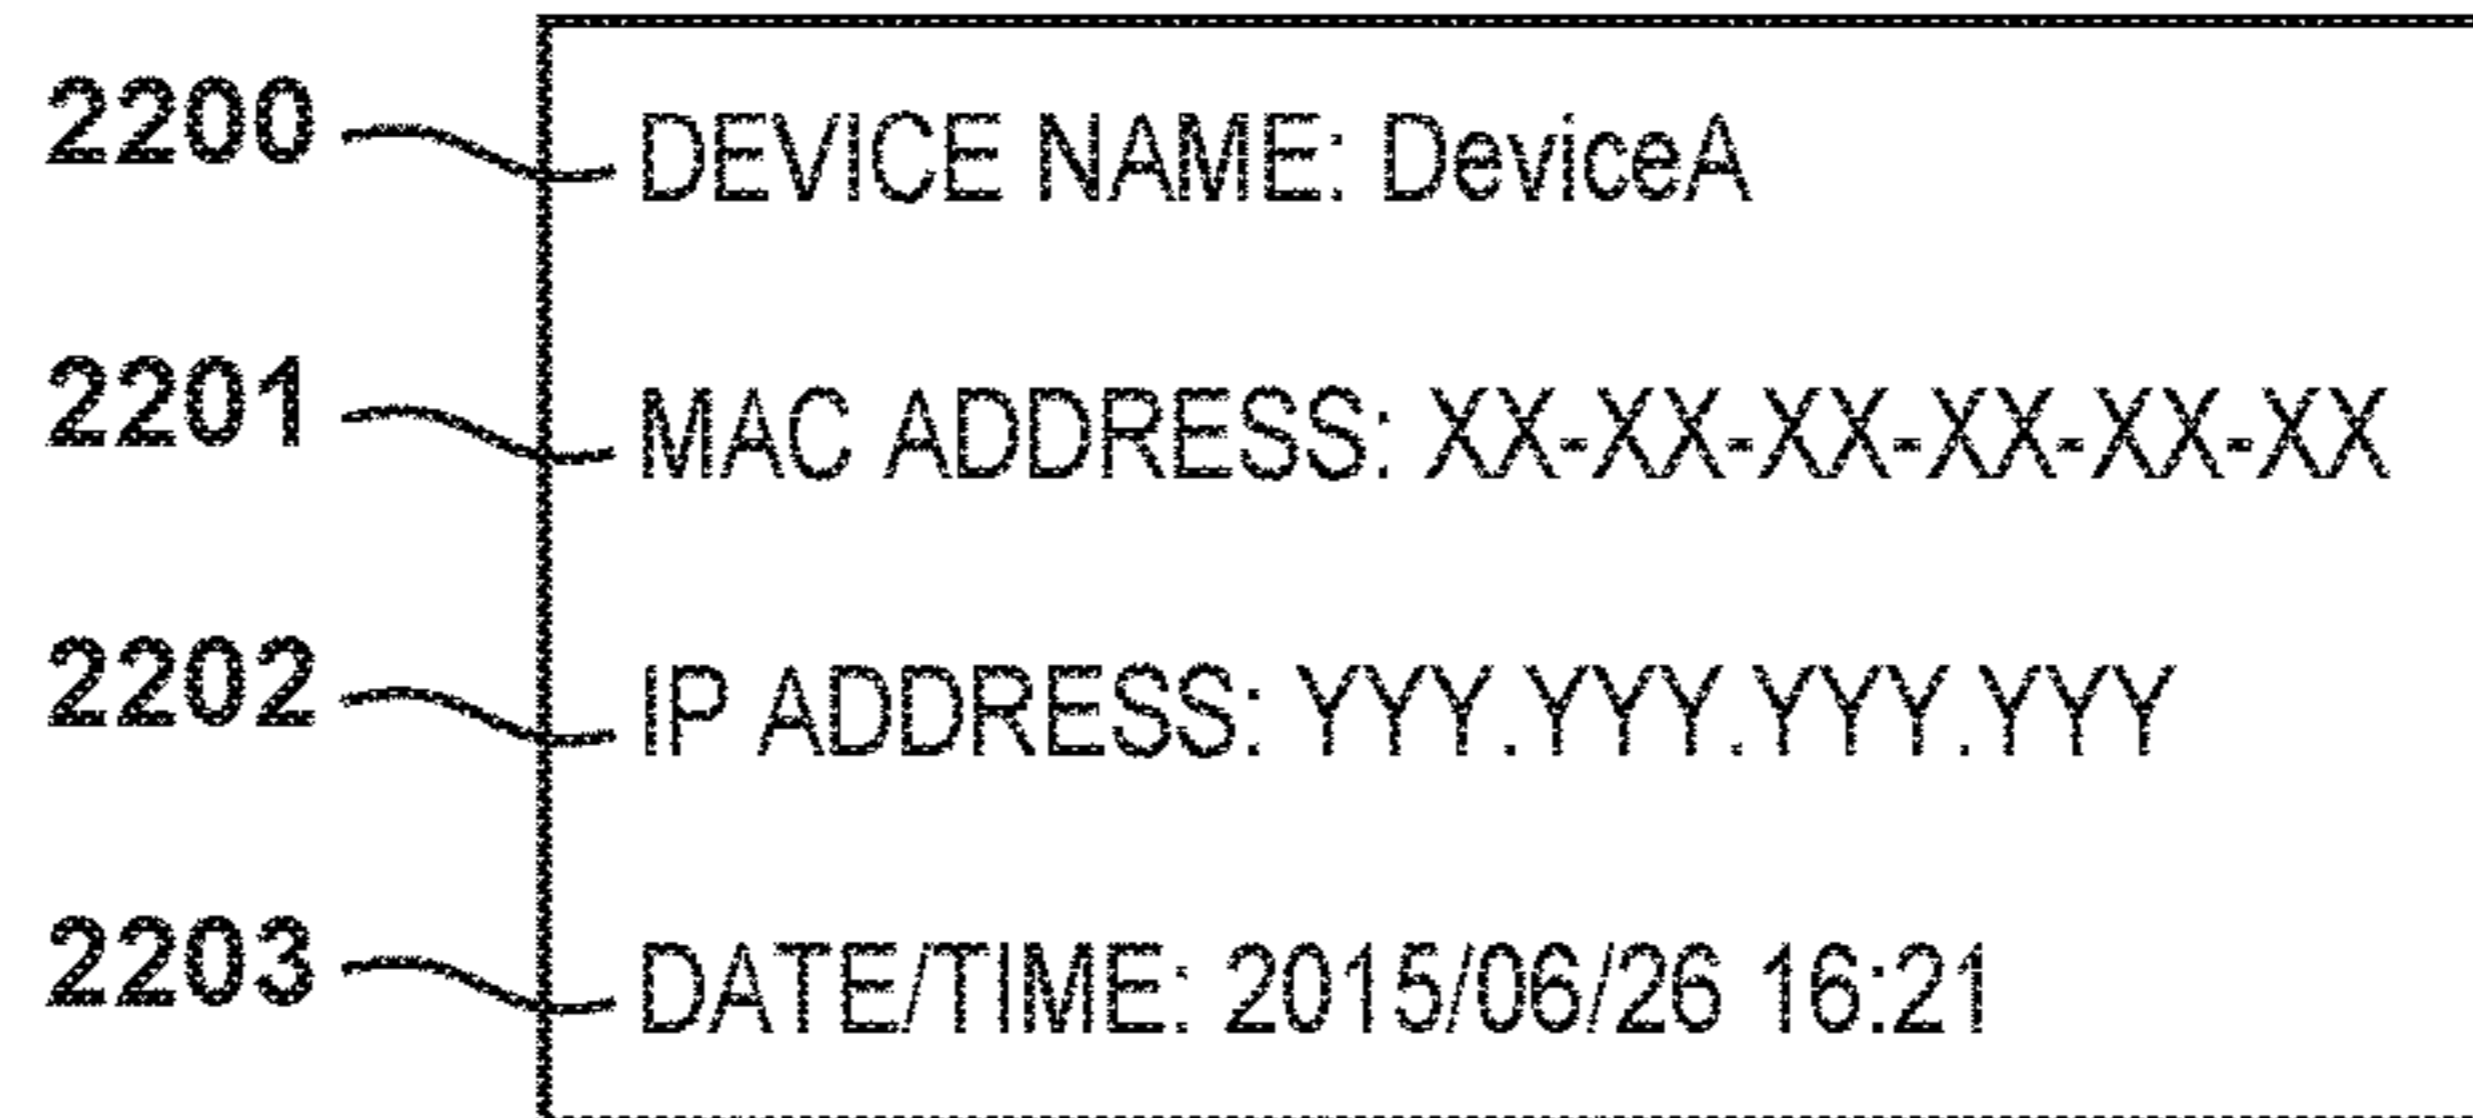 2200 DEVICE NAME: DeviceA
2201 MAC ADDRESS: XX-XX-XX-XX-XX-XX
2202 IP ADDRESS: YYY.YYY.YYY.YYY
2203 DATE/TIME: 2015/06/26 16:21